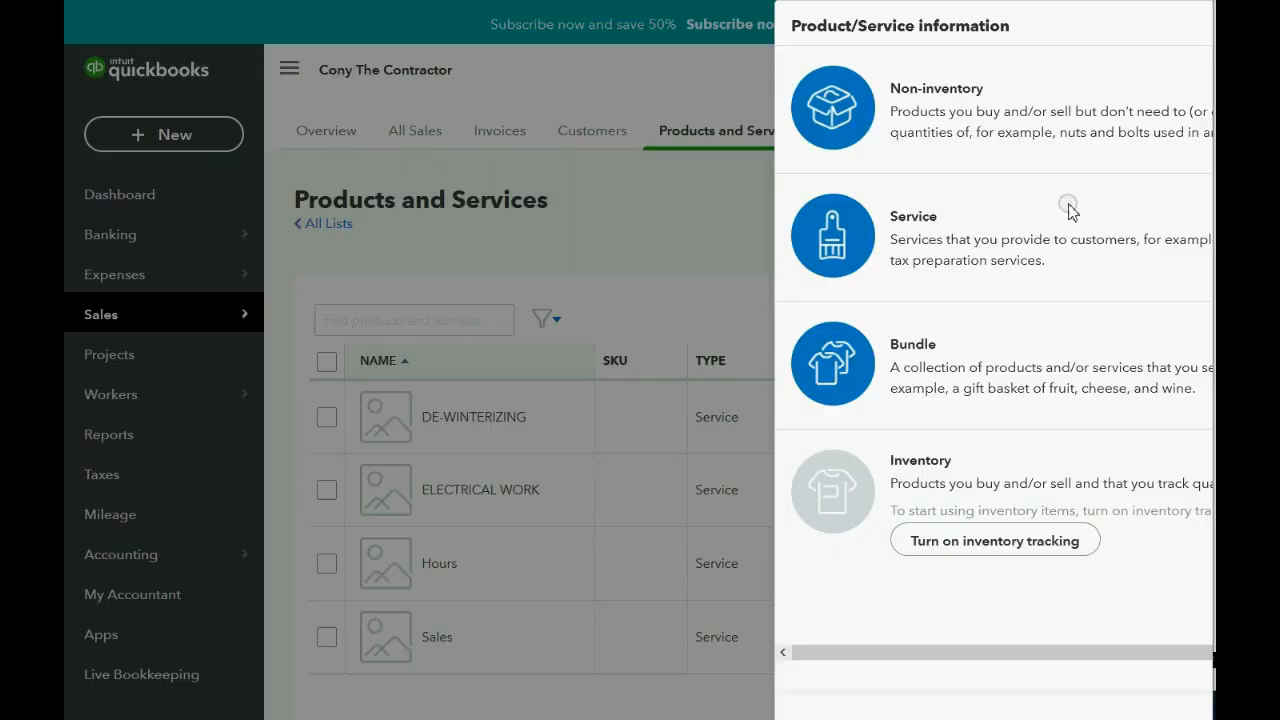 Subscribe now and save 50% Subscribe no
Product/Service information
intuit
quickbooks
Cony The Contractor
+ New
Overview
All Sales
Invoices
Customers
Products and Serv
Dashboard
Banking
Expenses
Sales
Projects
Workers
Reports
Taxes
Mileage
Accounting
My Accountant
Apps
Live Bookkeeping
Products and Services
All Lists
Find products and services
NAME
SKU
TYPE
DE-WINTERIZING
Service
ELECTRICAL WORK
Service
Hours
Service
Sales
Service
Non-inventory
Products you buy and/or sell but don't need to (or
quantities of, for example, nuts and bolts used in
Service
Services that you provide to customers, for exampl
tax preparation services.
Bundle
A collection of products and/or services that you se
example, a gift basket of fruit, cheese, and wine.
Inventory
Products you buy and/or sell and that you track qua
To start using inventory items, turn on inventory tra
Turn on inventory tracking